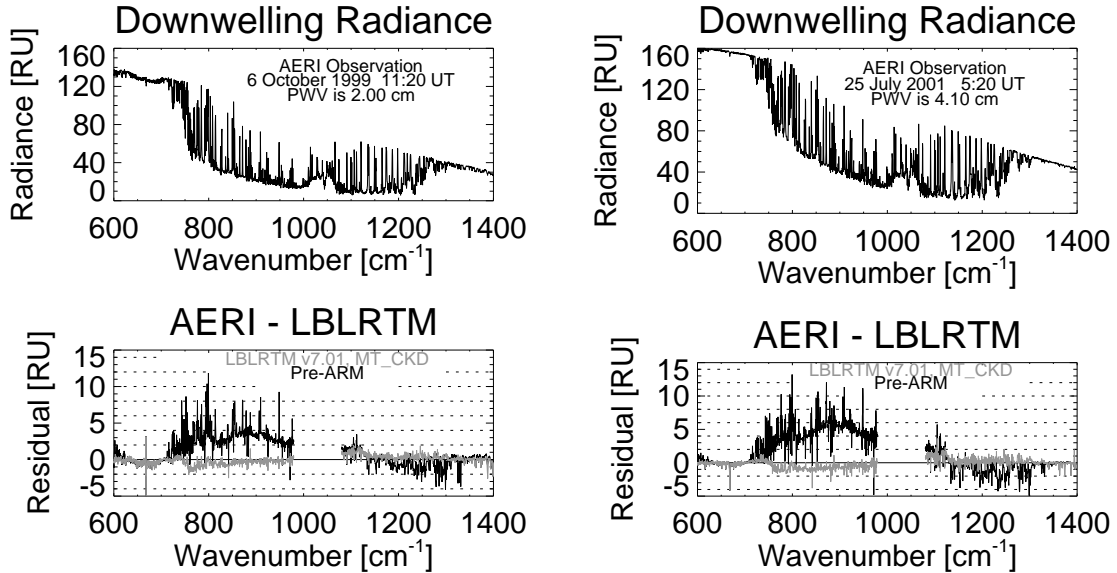 Downwelling Radiance
Radiance [RU]
160
120
80
40
0
AERI Observation
6 October 1999 11:20 UT
PWV is 2.00 cm
600 800 1000 1200 1400
Wavenumber [cm-1]
Downwelling Radiance
Radiance [RU]
160
120
80
40
0
AERI Observation
25 July 2001 5:20 UT
PWV is 4.10 cm
600 800 1000 1200 1400
Wavenumber [cm-1]
AERI - LBLRTM
Residual [RU]
15
10
5
0
-5
LBLRTM v7.01, MT_CKD
Pre-ARM
600 800 1000 1200 1400
Wavenumber [cm-1]
AERI - LBLRTM
Residual [RU]
15
10
5
0
-5
LBLRTM v7.01, MT_CKD
Pre-ARM
600 800 1000 1200 1400
Wavenumber [cm-1]